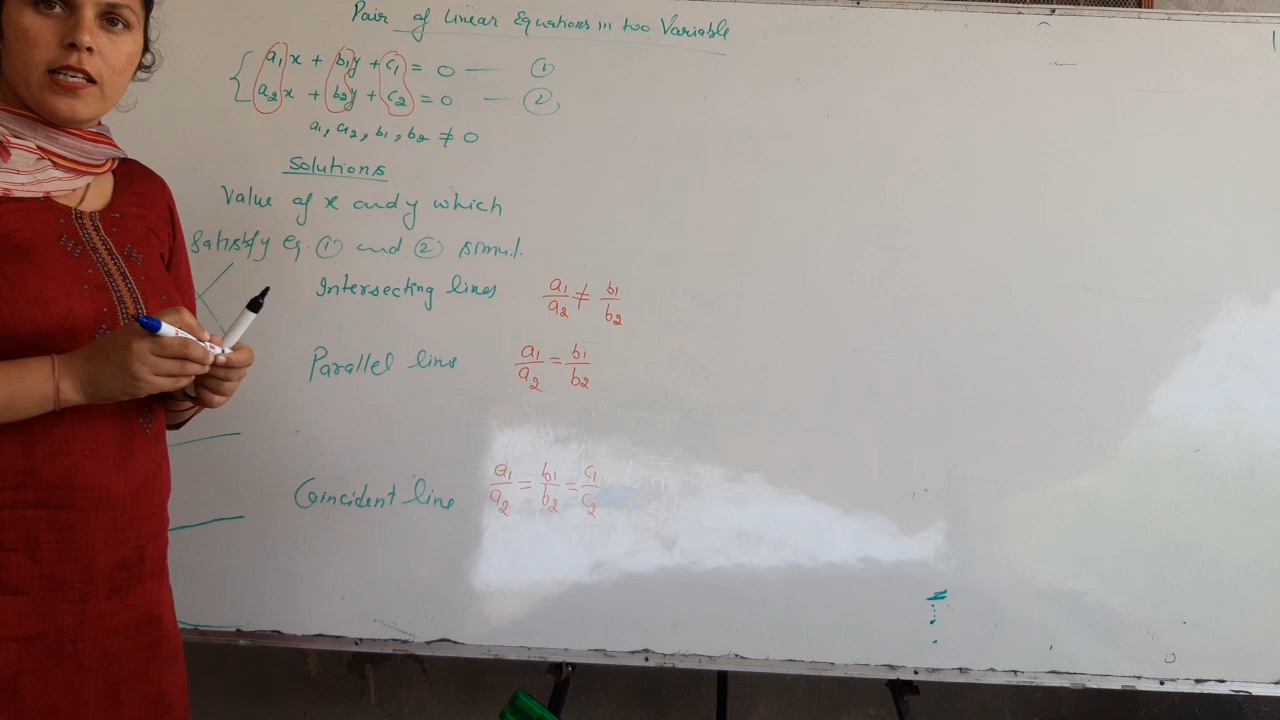 Pair of Linear Equations in two Variable
a₁x + b₁y + c₁ = 0 — ①
a₂x + b₂y + c₂ = 0 — ②
a₁, a₂, b₁, b₂ ≠ 0
Solutions
Value of x and y which
Satisfy eq. ① and ② simul.
Intersecting lines a₁/a₂ ≠ b₁/b₂
Parallel line a₁/a₂ = b₁/b₂
Coincident line a₁/a₂ = b₁/b₂ = c₁/c₂